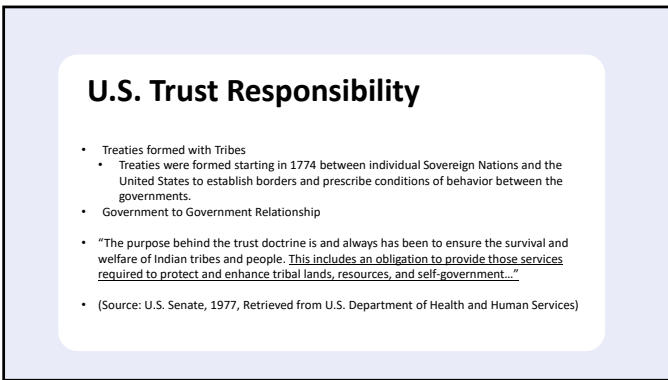 U.S. Trust Responsibility
• Treaties formed with Tribes
• Treaties were formed starting in 1774 between individual Sovereign Nations and the
United States to establish borders and prescribe conditions of behavior between the
governments.
• Government to Government Relationship
• “The purpose behind the trust doctrine is and always has been to ensure the survival and
welfare of Indian tribes and people. This includes an obligation to provide those services
required to protect and enhance tribal lands, resources, and self-government…”
• (Source: U.S. Senate, 1977, Retrieved from U.S. Department of Health and Human Services)